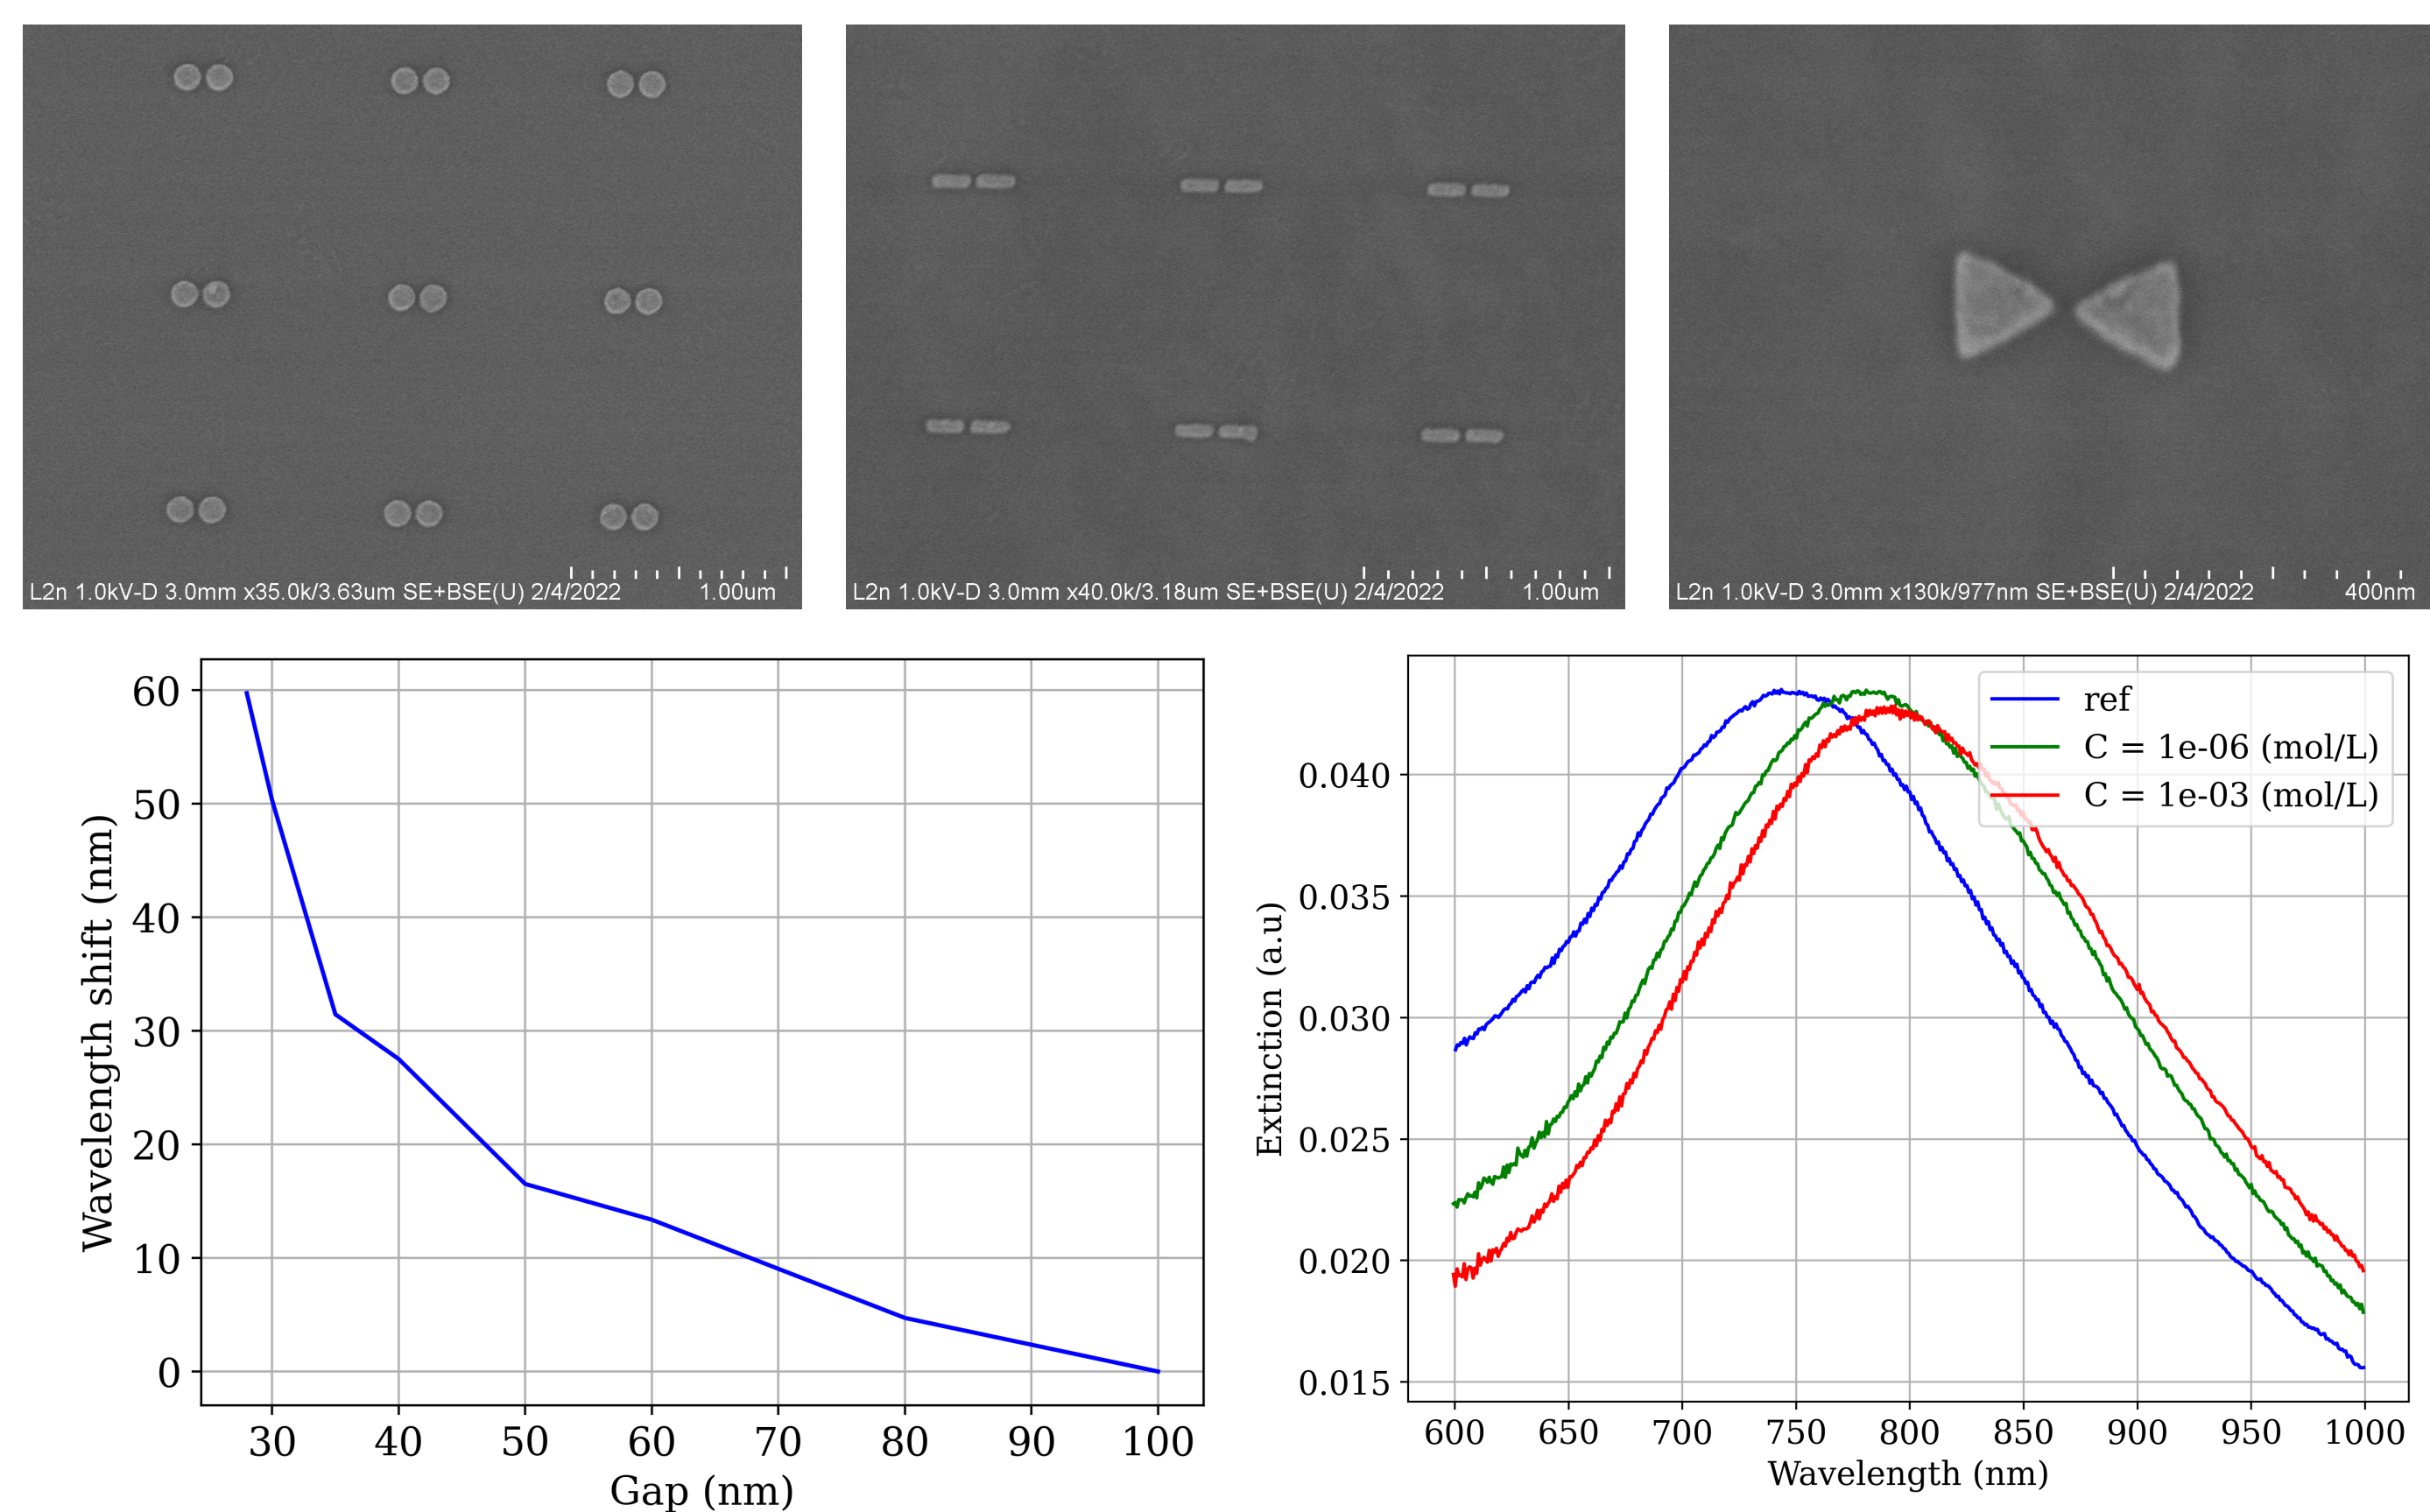 L2n 1.0kV-D 3.0mm x35.0k/3.63um SE+BSE(U) 2/4/2022 1.00um
L2n 1.0kV-D 3.0mm x40.0k/3.18um SE+BSE(U) 2/4/2022 1.00um
L2n 1.0kV-D 3.0mm x130k/977nm SE+BSE(U) 2/4/2022 400nm
Wavelength shift (nm)
60
50
40
30
20
10
0
30 40 50 60 70 80 90 100
Gap (nm)
Extinction (a.u)
0.040
0.035
0.030
0.025
0.020
0.015
ref
C = 1e-06 (mol/L)
C = 1e-03 (mol/L)
600 650 700 750 800 850 900 950 1000
Wavelength (nm)